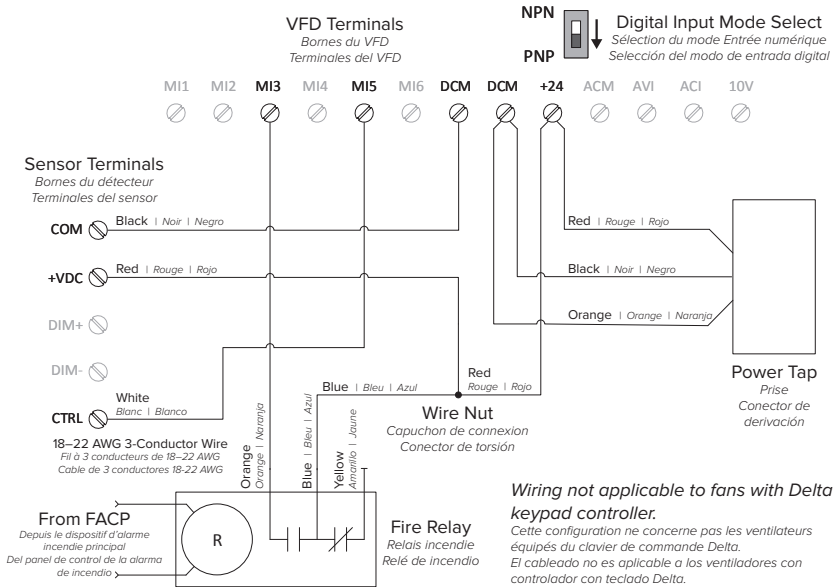 VFD Terminals
Bornes du VFD
Terminales del VFD
NPN
PNP
Digital Input Mode Select
Sélection du mode Entrée numérique
Selección del modo de entrada digital
MI1 MI2 MI3 MI4 MI5 MI6 DCM DCM +24 ACM AVI ACI 10V
Sensor Terminals
Bornes du détecteur
Terminales del sensor
COM
Black | Noir | Negro
+VDC
Red | Rouge | Rojo
DIM+
DIM-
CTRL
White
Blanc | Blanco
18–22 AWG 3-Conductor Wire
Fil à 3 conducteurs de 18–22 AWG
Cable de 3 conductores 18-22 AWG
Red | Rouge | Rojo
Black | Noir | Negro
Orange | Orange | Naranja
Power Tap
Prise
Conector de
derivación
Blue | Bleu | Azul
Red
Rouge | Rojo
Wire Nut
Capuchon de connexion
Conector de torsión
Orange
Orange | Naranja
Blue | Bleu | Azul
Yellow
Amarillo | Jaune
From FACP
Depuis le dispositif d'alarme
incendie principal
Del panel de control de la alarma
de incendio
R
Fire Relay
Relais incendie
Relé de incendio
Wiring not applicable to fans with Delta
keypad controller.
Cette configuration ne concerne pas les ventilateurs
équipés du clavier de commande Delta.
El cableado no es aplicable a los ventiladores con
controlador con teclado Delta.